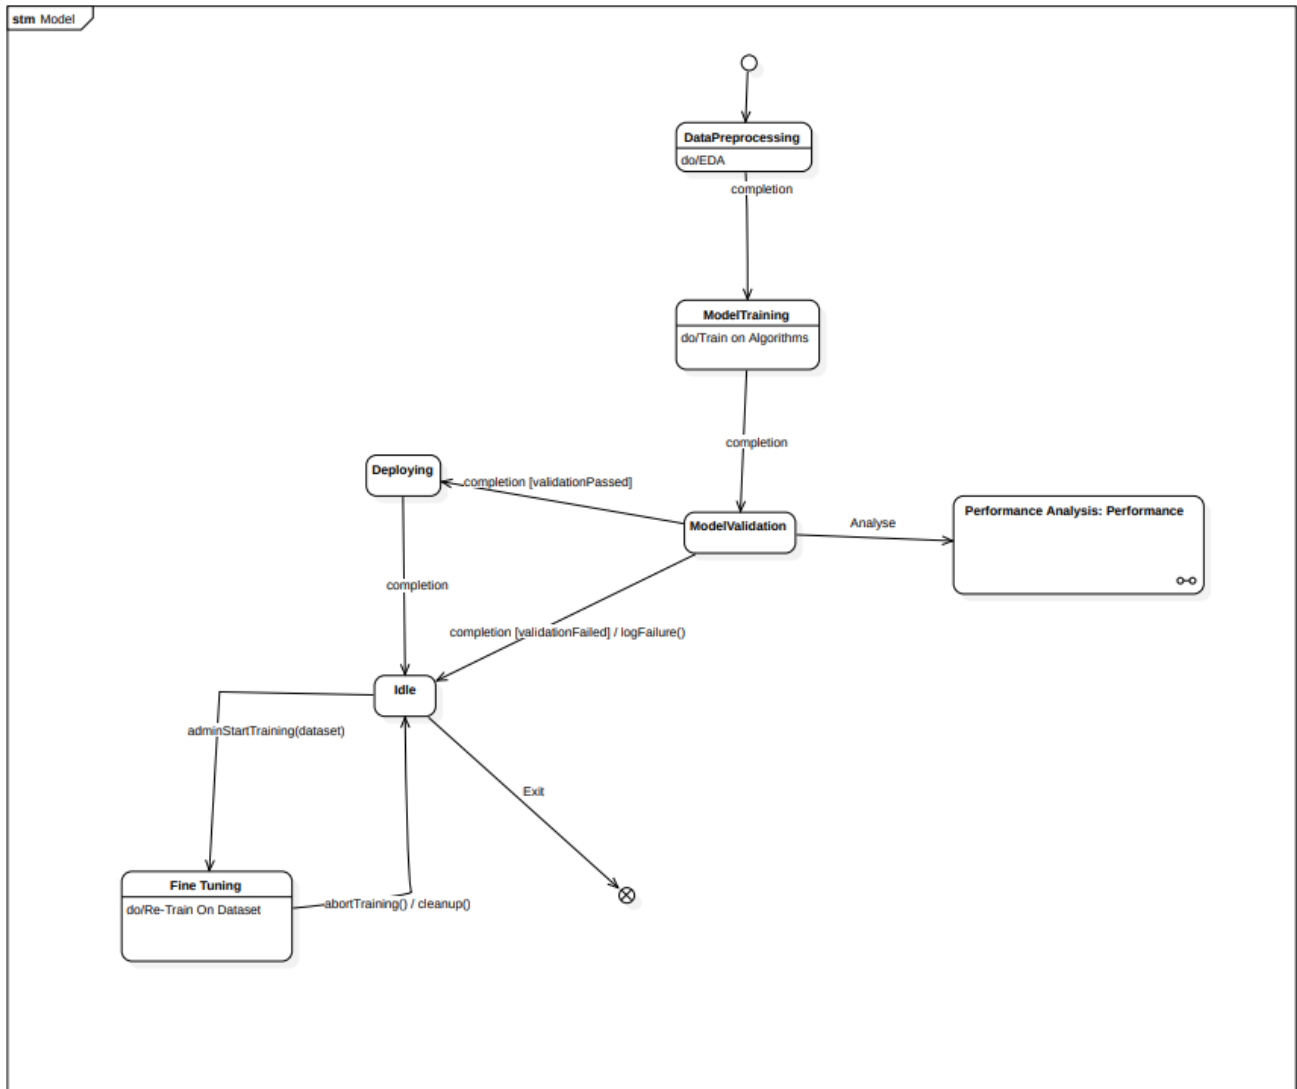 stm Model
DataPreprocessing
do/EDA
completion
ModelTraining
do/Train on Algorithms
completion
Deploying
completion [validationPassed]
ModelValidation
Analyse
Performance Analysis: Performance
completion
completion [validationFailed] / logFailure()
Idle
adminStartTraining(dataset)
Exit
Fine Tuning
do/Re-Train On Dataset
abortTraining() / cleanup()